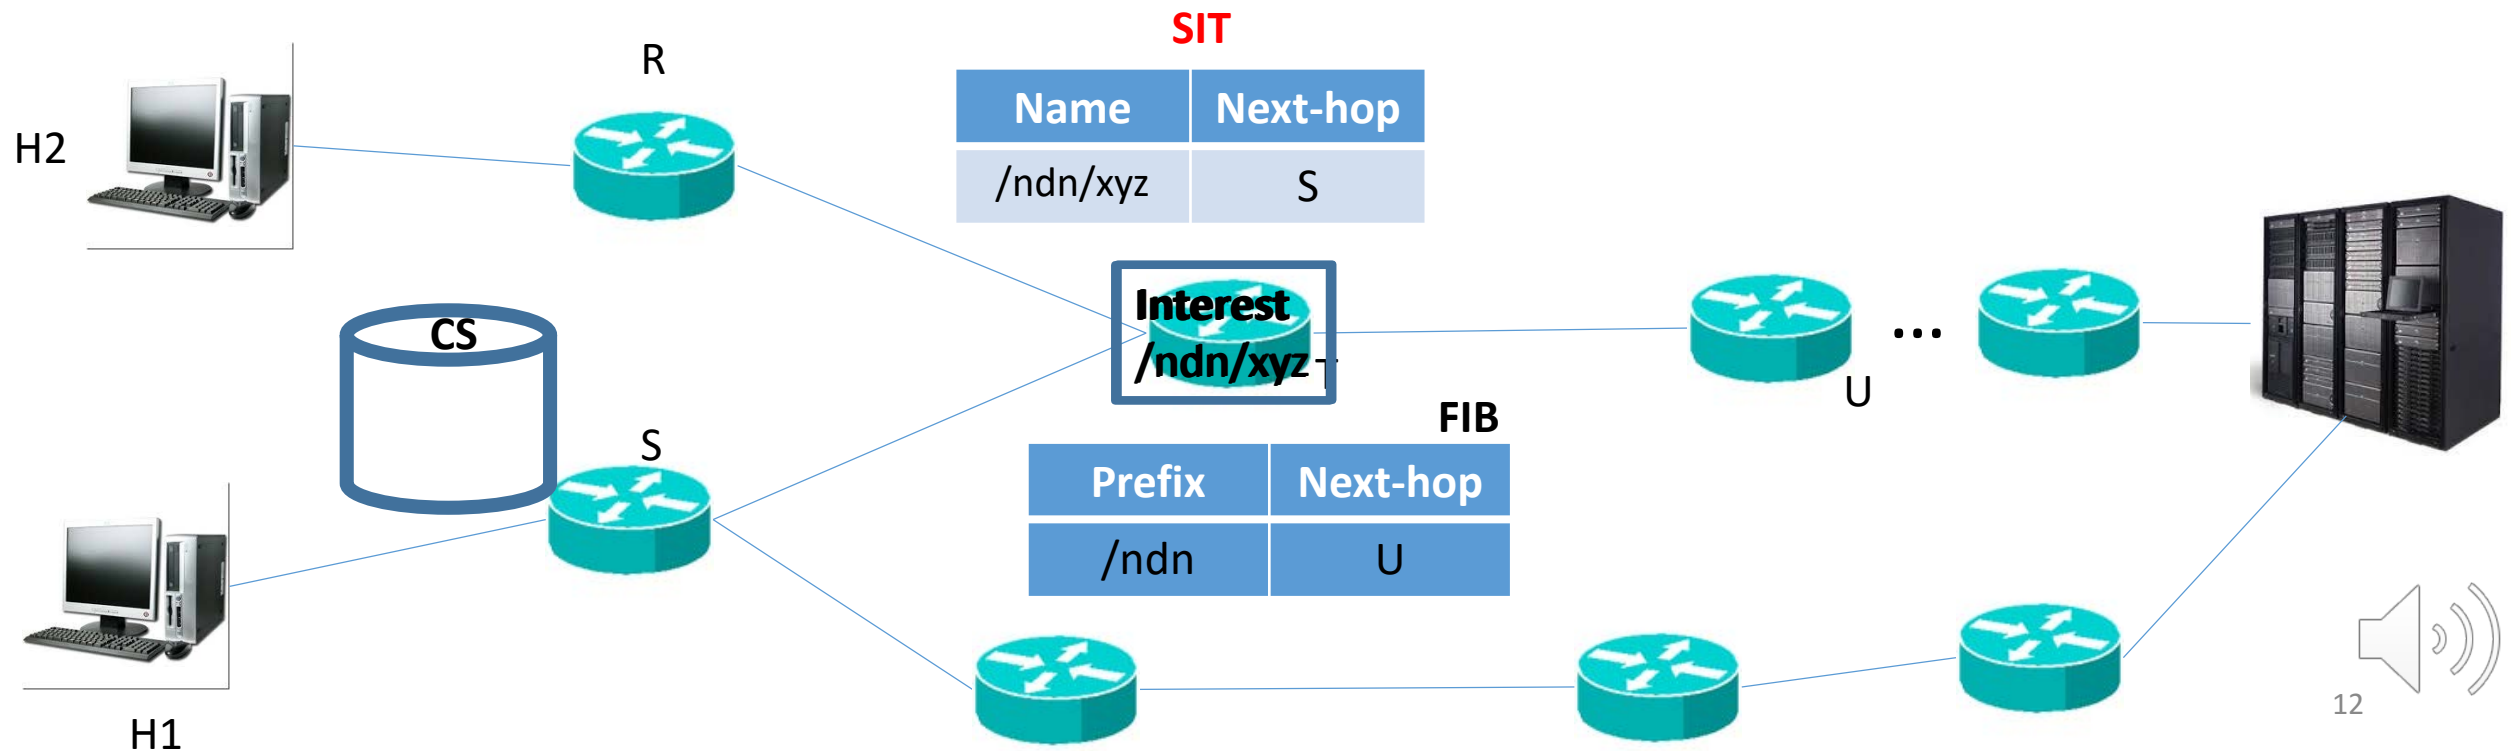 SIT
R
Name Next-hop
H2
/ndn/xyz S
Interest
CS
/ndn/xyz T
...
U
FIB
S
Prefix Next-hop
/ndn U
12
H1